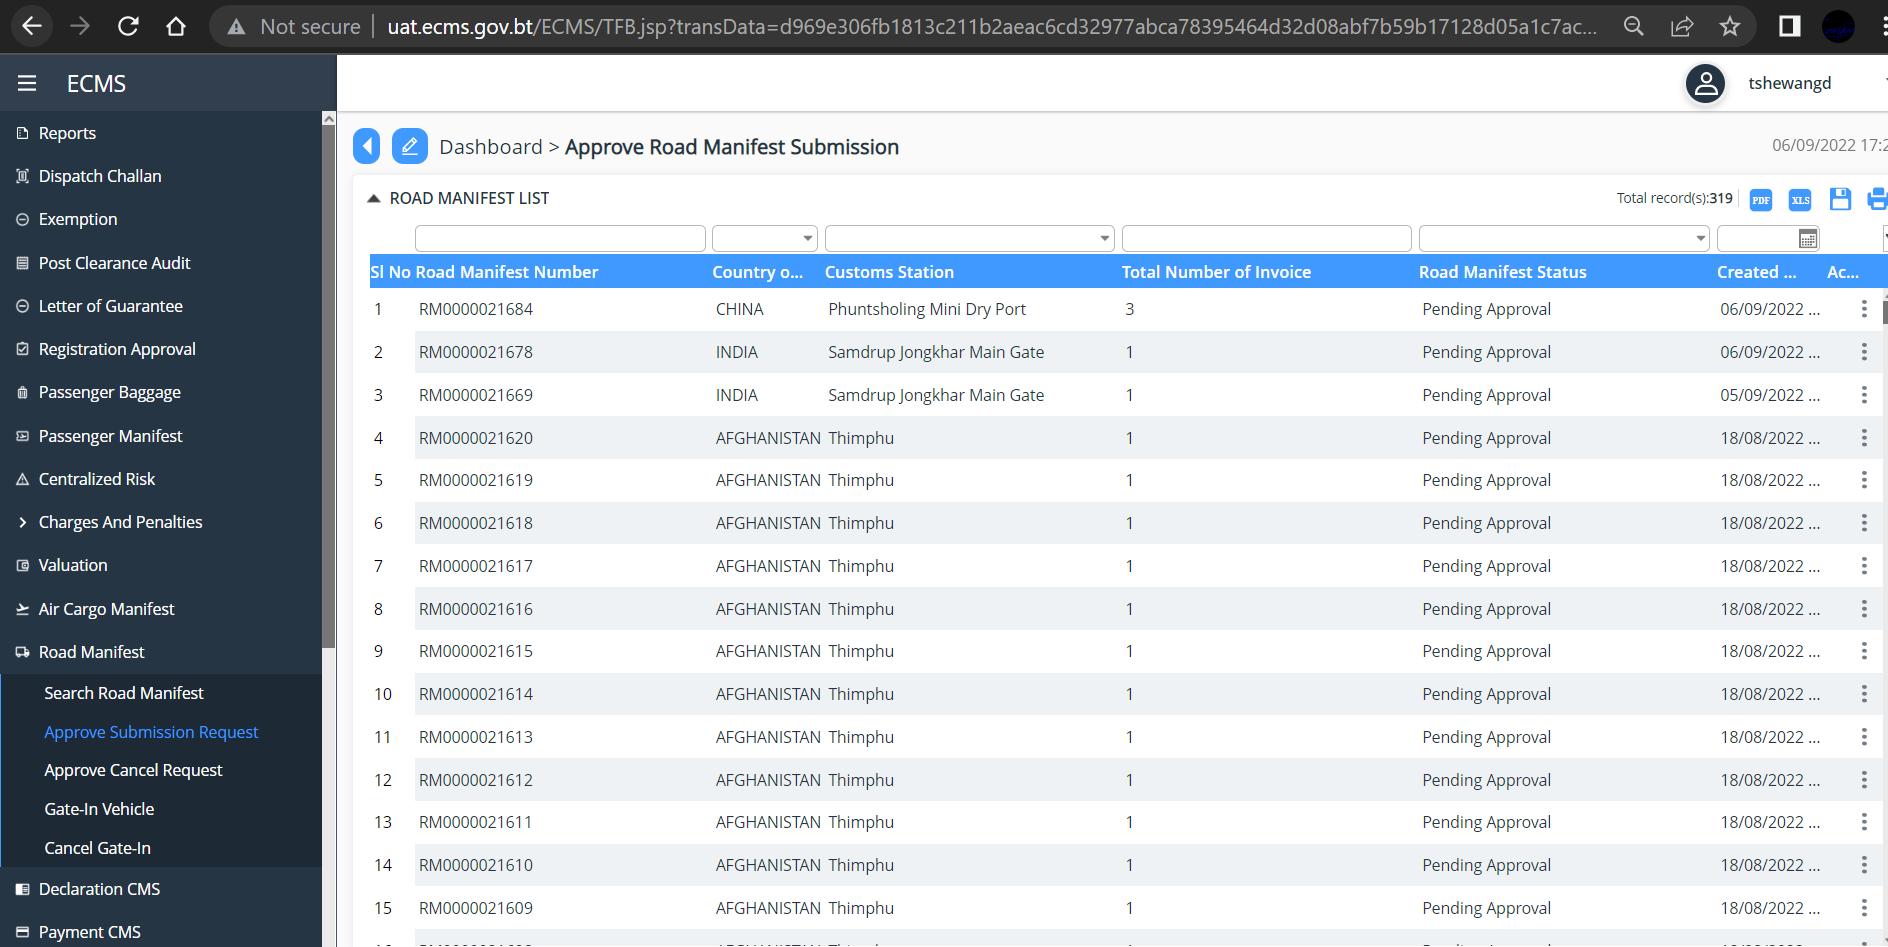 Not secure
uat.ecms.gov.bt/ECMS/TFB.jsp?transData=d969e306fb1813c211b2aeac6cd32977abca78395464d32d08abf7b59b17128d05a1c7ac...
ECMS
tshewangd
Reports
Dispatch Challan
Exemption
Post Clearance Audit
Letter of Guarantee
Registration Approval
Passenger Baggage
Passenger Manifest
Centralized Risk
Charges And Penalties
Valuation
Air Cargo Manifest
Road Manifest
Search Road Manifest
Approve Submission Request
Approve Cancel Request
Gate-In Vehicle
Cancel Gate-In
Declaration CMS
Payment CMS
Dashboard > Approve Road Manifest Submission
06/09/2022 17:2
ROAD MANIFEST LIST
Total record(s):319
PDF
XLS
Sl No Road Manifest Number Country o... Customs Station Total Number of Invoice Road Manifest Status Created ... Ac...
1 RM0000021684 CHINA Phuntsholing Mini Dry Port 3 Pending Approval 06/09/2022 ...
2 RM0000021678 INDIA Samdrup Jongkhar Main Gate 1 Pending Approval 06/09/2022 ...
3 RM0000021669 INDIA Samdrup Jongkhar Main Gate 1 Pending Approval 05/09/2022 ...
4 RM0000021620 AFGHANISTAN Thimphu 1 Pending Approval 18/08/2022 ...
5 RM0000021619 AFGHANISTAN Thimphu 1 Pending Approval 18/08/2022 ...
6 RM0000021618 AFGHANISTAN Thimphu 1 Pending Approval 18/08/2022 ...
7 RM0000021617 AFGHANISTAN Thimphu 1 Pending Approval 18/08/2022 ...
8 RM0000021616 AFGHANISTAN Thimphu 1 Pending Approval 18/08/2022 ...
9 RM0000021615 AFGHANISTAN Thimphu 1 Pending Approval 18/08/2022 ...
10 RM0000021614 AFGHANISTAN Thimphu 1 Pending Approval 18/08/2022 ...
11 RM0000021613 AFGHANISTAN Thimphu 1 Pending Approval 18/08/2022 ...
12 RM0000021612 AFGHANISTAN Thimphu 1 Pending Approval 18/08/2022 ...
13 RM0000021611 AFGHANISTAN Thimphu 1 Pending Approval 18/08/2022 ...
14 RM0000021610 AFGHANISTAN Thimphu 1 Pending Approval 18/08/2022 ...
15 RM0000021609 AFGHANISTAN Thimphu 1 Pending Approval 18/08/2022 ...